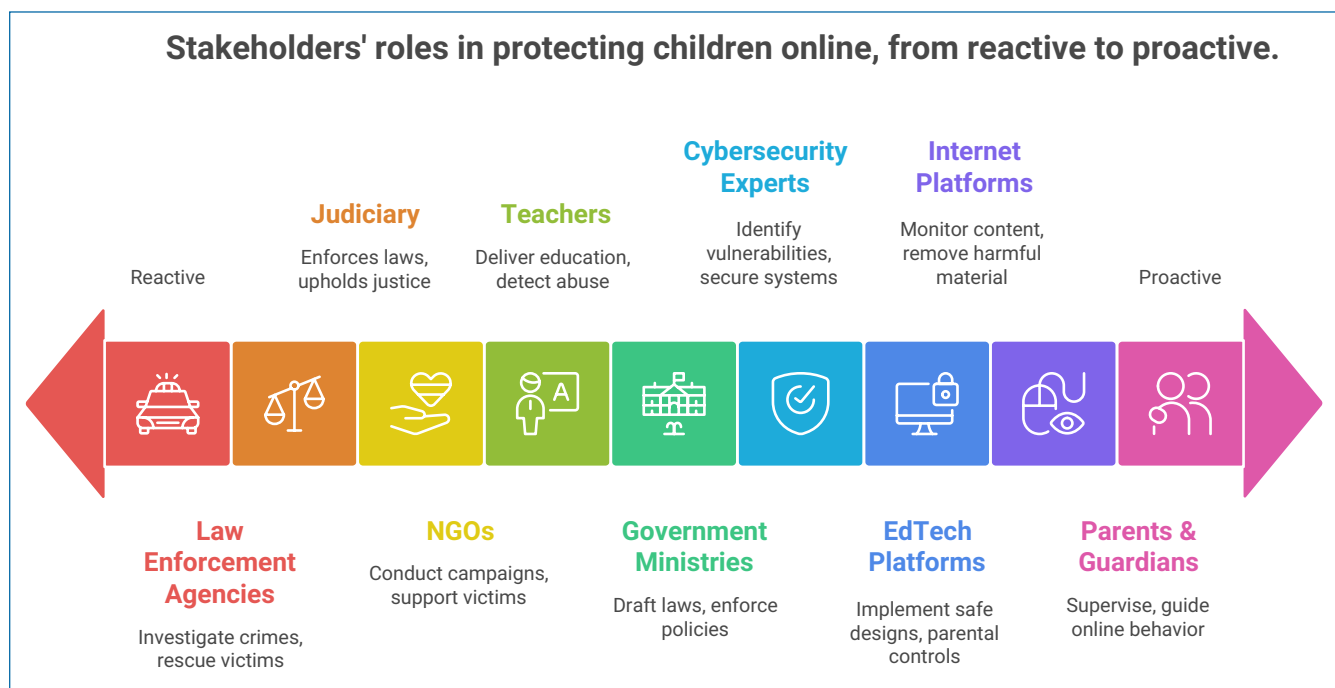 Stakeholders' roles in protecting children online, from reactive to proactive.
Reactive
Judiciary
Enforces laws,
upholds justice
Teachers
Deliver education,
detect abuse
Cybersecurity
Experts
Identify
vulnerabilities,
secure systems
Internet
Platforms
Monitor content,
remove harmful
material
Proactive
A
Law
Enforcement
Agencies
Investigate crimes,
rescue victims
NGOs
Conduct campaigns,
support victims
Government
Ministries
Draft laws, enforce
policies
EdTech
Platforms
Implement safe
designs, parental
controls
Parents &
Guardians
Supervise, guide
online behavior